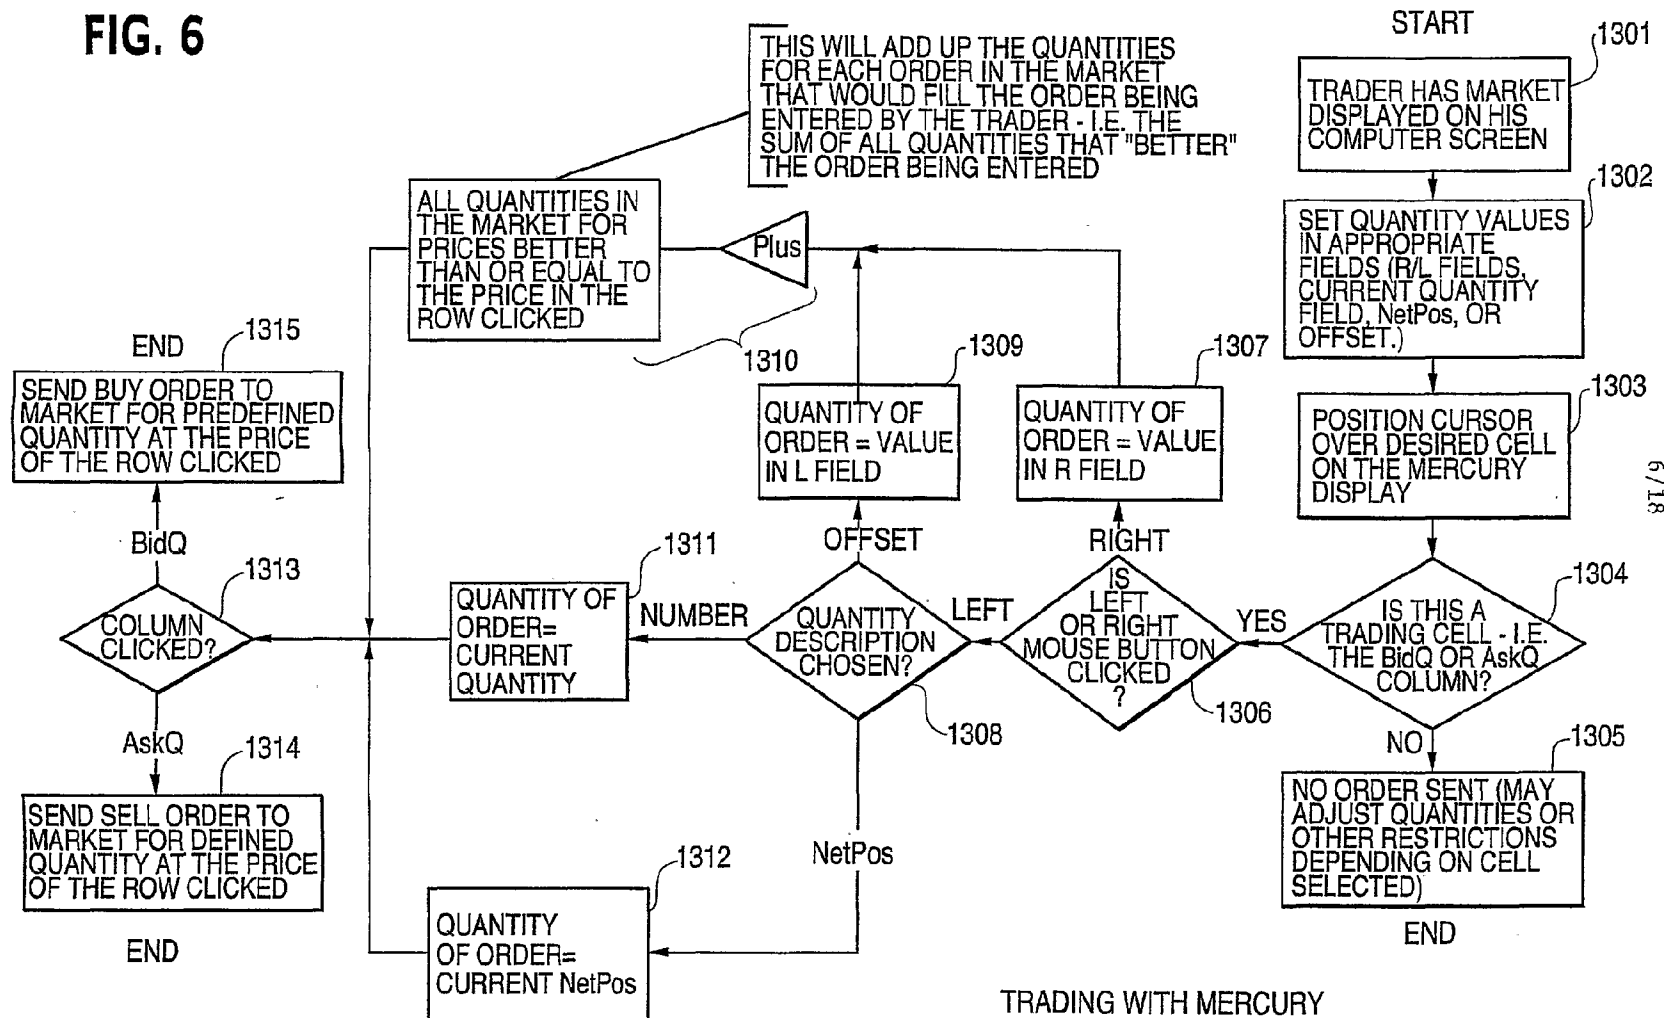 FIG. 6
THIS WILL ADD UP THE QUANTITIES
FOR EACH ORDER IN THE MARKET
THAT WOULD FILL THE ORDER BEING
ENTERED BY THE TRADER - I.E. THE
SUM OF ALL QUANTITIES THAT "BETTER"
THE ORDER BEING ENTERED
START
1301
TRADER HAS MARKET
DISPLAYED ON HIS
COMPUTER SCREEN
1302
SET QUANTITY VALUES
IN APPROPRIATE
FIELDS (R/L FIELDS,
CURRENT QUANTITY
FIELD, NetPos, OR
OFFSET.)
1303
POSITION CURSOR
OVER DESIRED CELL
ON THE MERCURY
DISPLAY
6/18
1304
IS THIS A
TRADING CELL - I.E.
THE BidQ OR AskQ
COLUMN?
YES
NO
1305
NO ORDER SENT (MAY
ADJUST QUANTITIES OR
OTHER RESTRICTIONS
DEPENDING ON CELL
SELECTED)
END
IS
LEFT
OR RIGHT
MOUSE BUTTON
CLICKED
?
1306
RIGHT
LEFT
1307
QUANTITY OF
ORDER = VALUE
IN R FIELD
QUANTITY
DESCRIPTION
CHOSEN?
1308
OFFSET
NUMBER
NetPos
1309
QUANTITY OF
ORDER = VALUE
IN L FIELD
Plus
1310
ALL QUANTITIES IN
THE MARKET FOR
PRICES BETTER
THAN OR EQUAL TO
THE PRICE IN THE
ROW CLICKED
1311
QUANTITY OF
ORDER=
CURRENT
QUANTITY
1312
QUANTITY
OF ORDER=
CURRENT NetPos
1313
COLUMN
CLICKED?
BidQ
AskQ
1314
SEND SELL ORDER TO
MARKET FOR DEFINED
QUANTITY AT THE PRICE
OF THE ROW CLICKED
END
END
1315
SEND BUY ORDER TO
MARKET FOR PREDEFINED
QUANTITY AT THE PRICE
OF THE ROW CLICKED
TRADING WITH MERCURY